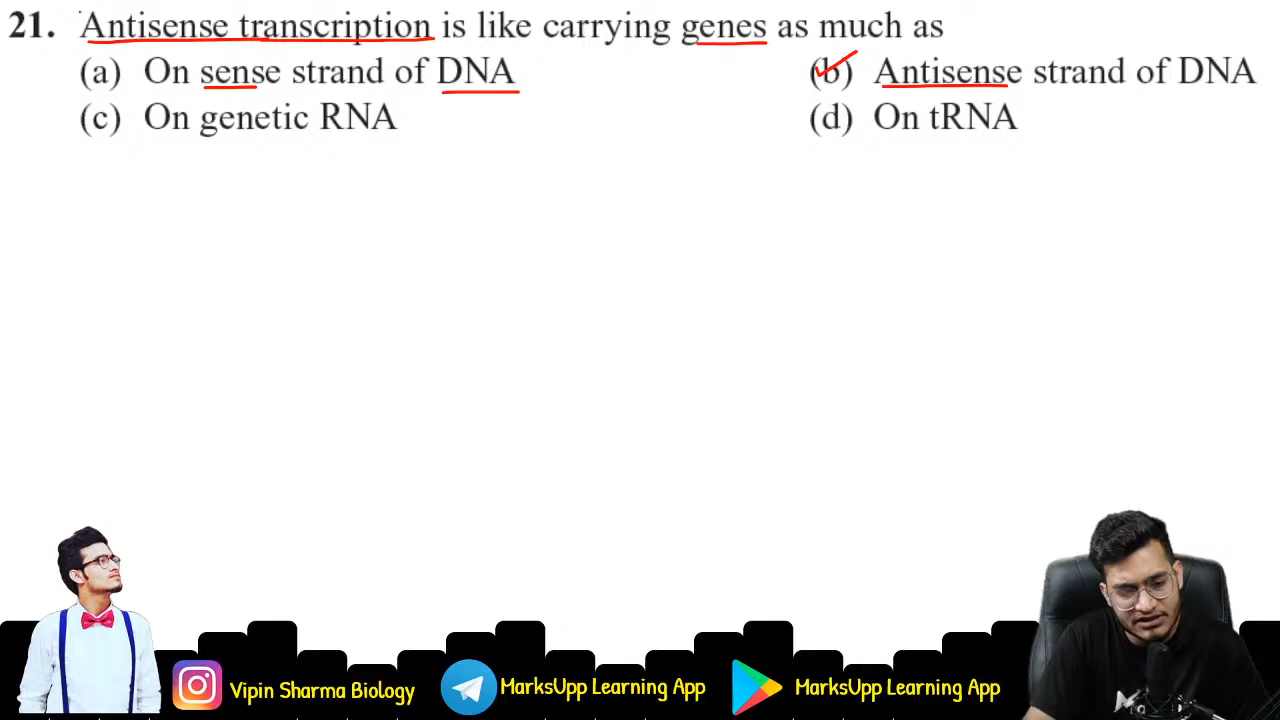 21. Antisense transcription is like carrying genes as much as
(a) On sense strand of DNA (b) Antisense strand of DNA
(c) On genetic RNA (d) On tRNA
Vipin Sharma Biology MarksUpp Learning App MarksUpp Learning App